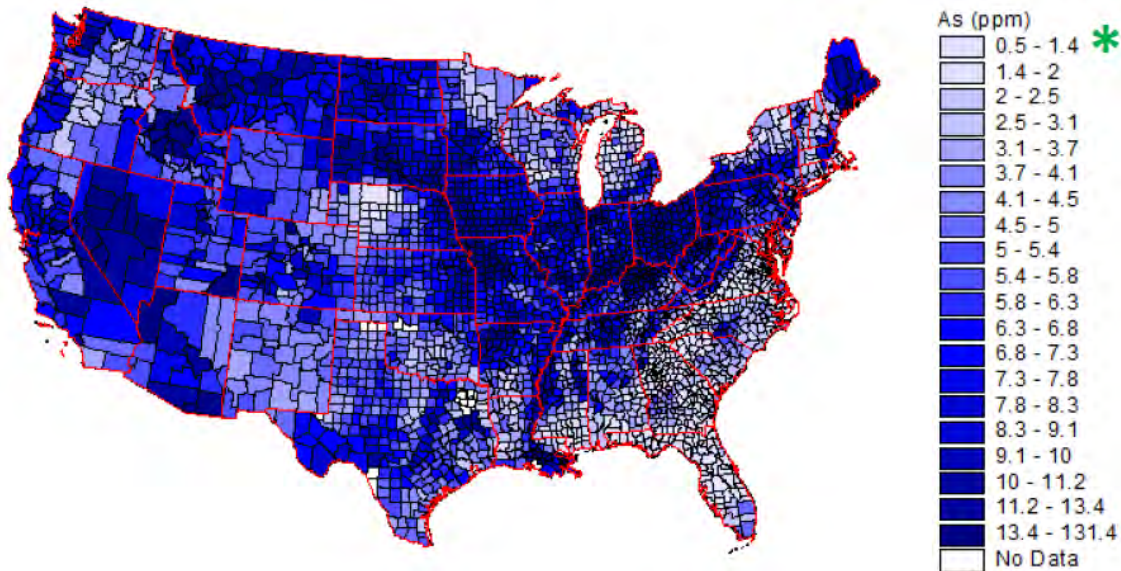 As (ppm)
0.5 - 1.4 *
1.4 - 2
2 - 2.5
2.5 - 3.1
3.1 - 3.7
3.7 - 4.1
4.1 - 4.5
4.5 - 5
5 - 5.4
5.4 - 5.8
5.8 - 6.3
6.3 - 6.8
6.8 - 7.3
7.3 - 7.8
7.8 - 8.3
8.3 - 9.1
9.1 - 10
10 - 11.2
11.2 - 13.4
13.4 - 131.4
No Data